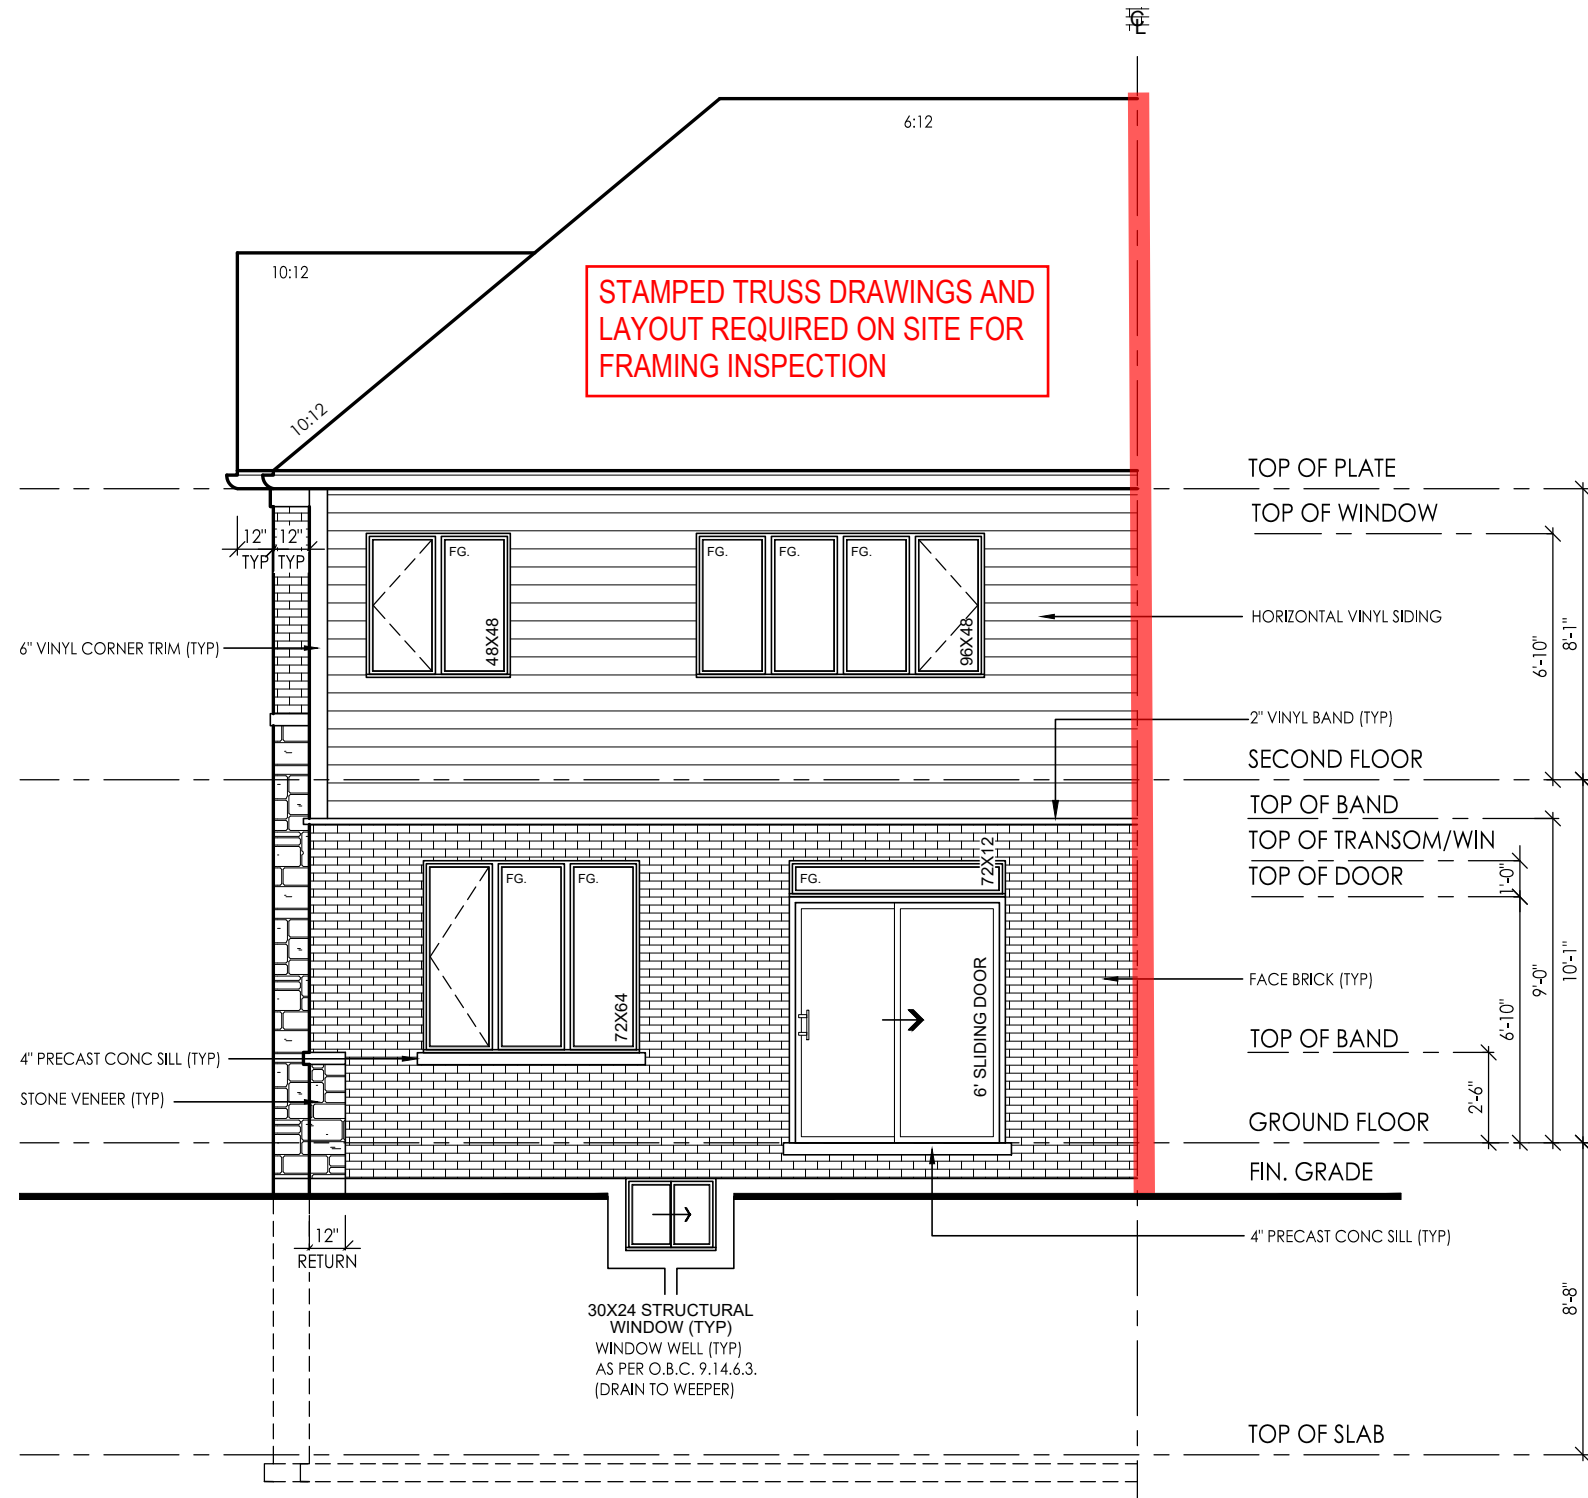 ℄
6:12
10:12
10:12
STAMPED TRUSS DRAWINGS AND
LAYOUT REQUIRED ON SITE FOR
FRAMING INSPECTION
TOP OF PLATE
TOP OF WINDOW
12" 12"
TYP TYP
FG.
48X48
FG.
FG.
FG.
96X48
HORIZONTAL VINYL SIDING
6'-10"
8'-1"
6" VINYL CORNER TRIM (TYP)
2" VINYL BAND (TYP)
SECOND FLOOR
TOP OF BAND
TOP OF TRANSOM/WIN
TOP OF DOOR
1'-0"
72X12
FG.
FG.
FG.
72X64
6' SLIDING DOOR
FACE BRICK (TYP)
6'-10"
9'-0"
10'-1"
TOP OF BAND
2'-6"
4" PRECAST CONC SILL (TYP)
STONE VENEER (TYP)
GROUND FLOOR
FIN. GRADE
12"
RETURN
4" PRECAST CONC SILL (TYP)
30X24 STRUCTURAL
WINDOW (TYP)
WINDOW WELL (TYP)
AS PER O.B.C. 9.14.6.3.
(DRAIN TO WEEPER)
8'-8"
TOP OF SLAB